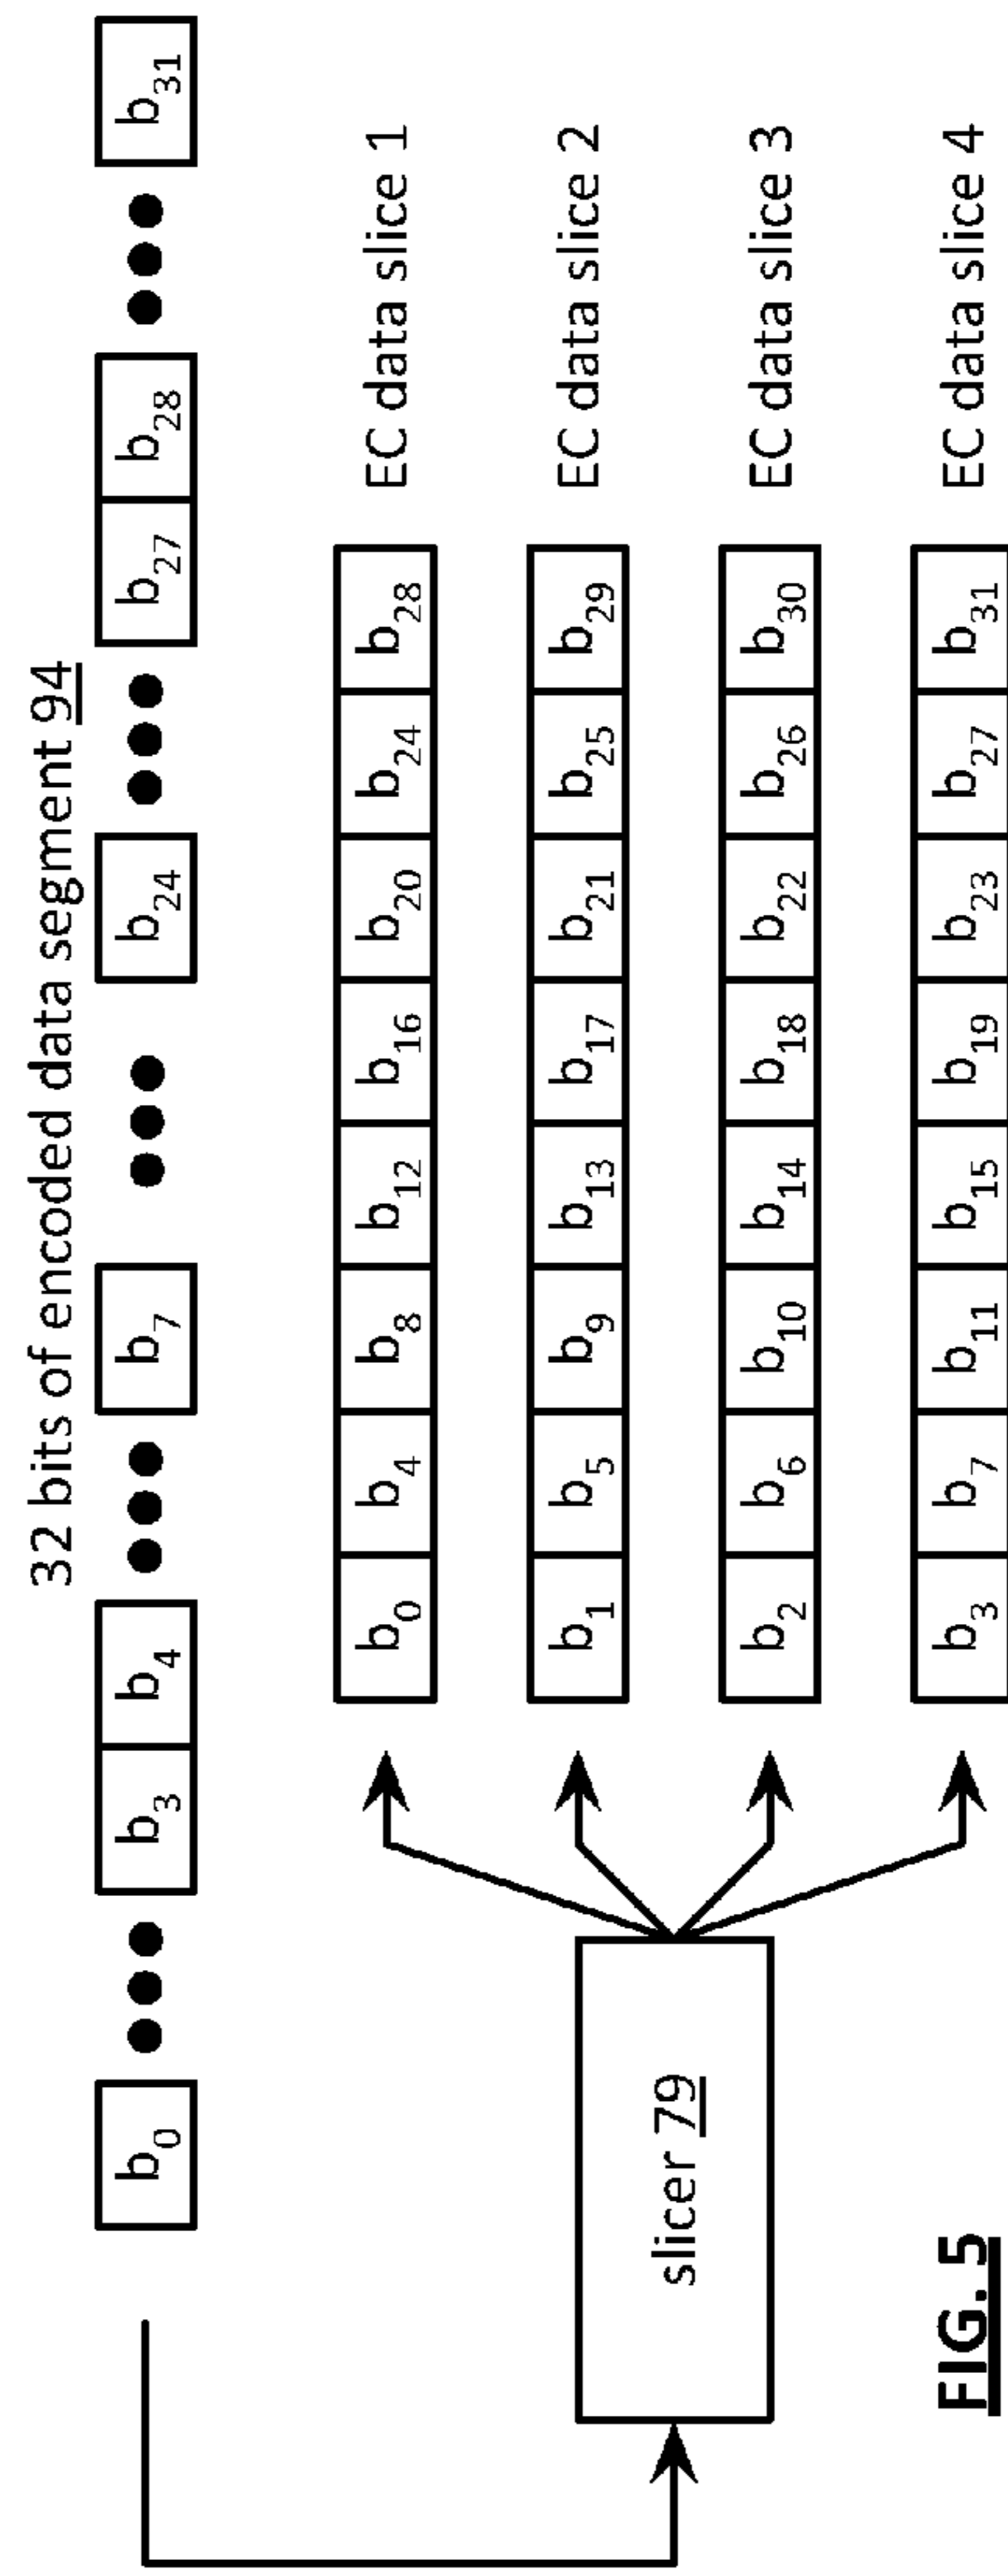 32 bits of encoded data segment 94
b0 ●●● b3 b4 ●●● b7 ●●● b24 ●●● b27 b28 ●●● b31
b0 b4 b8 b12 b16 b20 b24 b28 EC data slice 1
b1 b5 b9 b13 b17 b21 b25 b29 EC data slice 2
slicer 79
b2 b6 b10 b14 b18 b22 b26 b30 EC data slice 3
b3 b7 b11 b15 b19 b23 b27 b31 EC data slice 4
FIG. 5